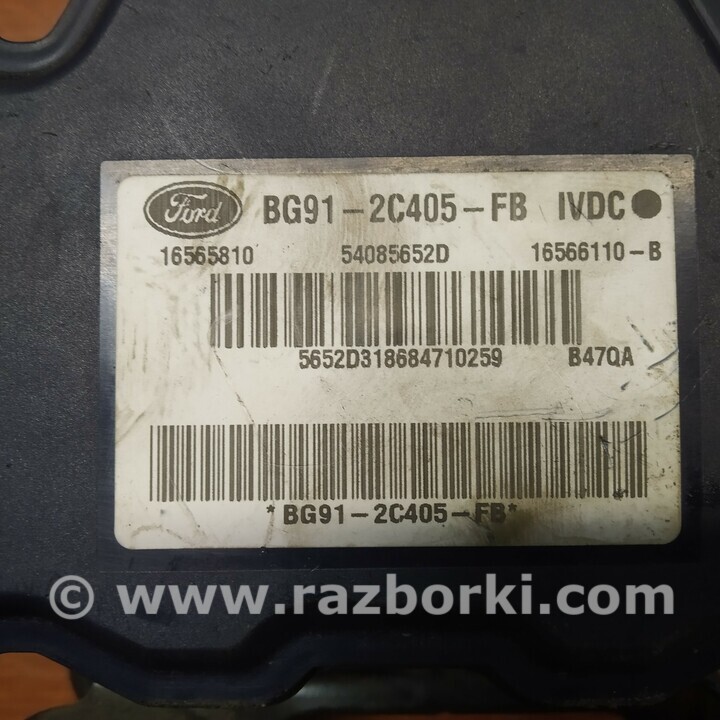 Ford BG91-2C405-FB IVDC
16565810 54085652D 16566110-B
5652D318684710259 B47QA
*BG91-2C405-FB*
© www.razborki.com